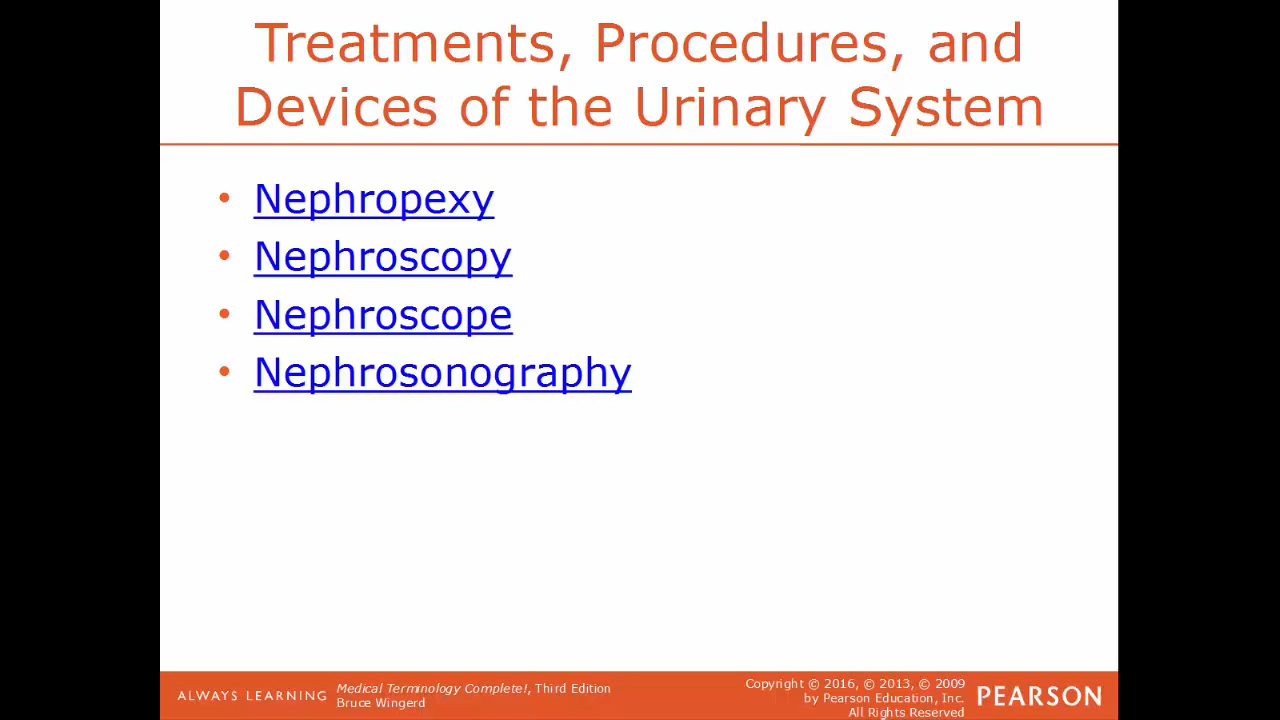 Treatments, Procedures, and
Devices of the Urinary System
• Nephropexy
• Nephroscopy
• Nephroscope
• Nephrosonography
ALWAYS LEARNING
Medical Terminology Complete!, Third Edition
Bruce Wingerd
Copyright © 2016, © 2013, © 2009
by Pearson Education, Inc.
All Rights Reserved
PEARSON